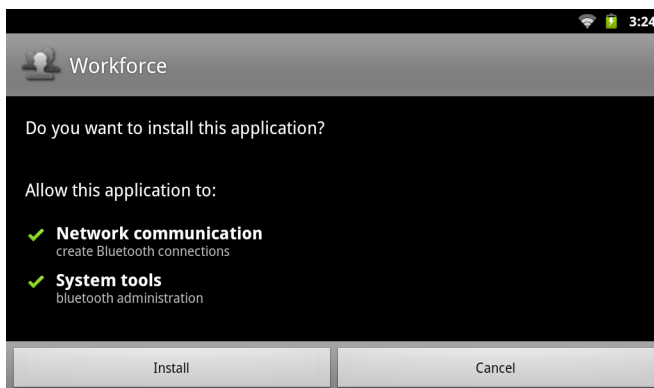 3:24
Workforce
Do you want to install this application?
Allow this application to:
Network communication
create Bluetooth connections
System tools
bluetooth administration
Install
Cancel